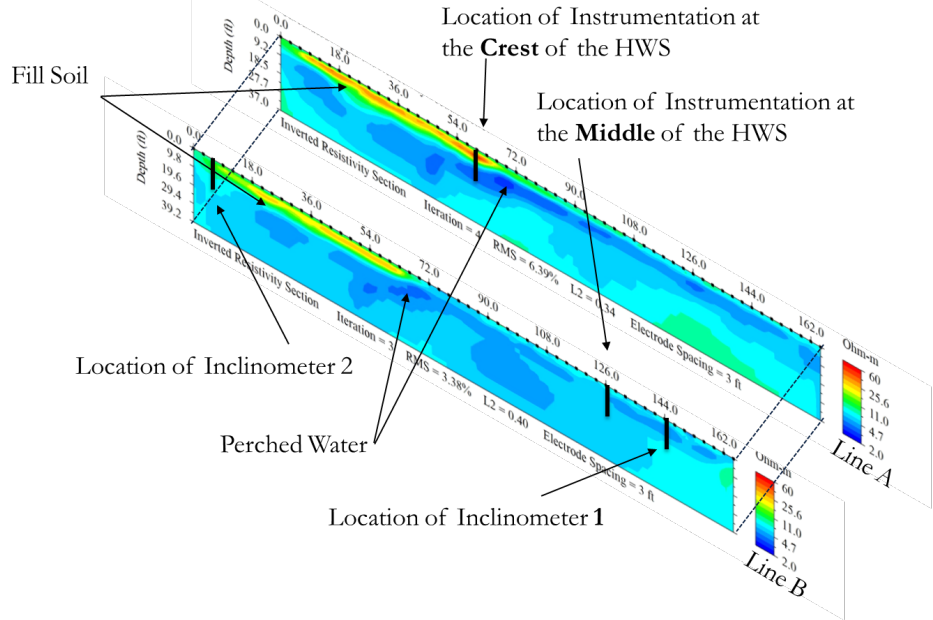 Location of Instrumentation at
the Crest of the HWS
Fill Soil
Location of Instrumentation at
the Middle of the HWS
Depth (ft)
0.0
9.2
18.5
27.7
37.0
0.0
18.0
36.0
54.0
72.0
90.0
108.0
126.0
144.0
162.0
Inverted Resistivity Section
Iteration = 4
RMS = 6.39%
L2 = 0.34
Electrode Spacing = 3 ft
Ohm-m
60
25.6
11.0
4.7
2.0
Line A
Depth (ft)
0.0
9.8
19.6
29.4
39.2
0.0
18.0
36.0
54.0
72.0
90.0
108.0
126.0
144.0
162.0
Inverted Resistivity Section
Iteration = 3
RMS = 3.38%
L2 = 0.40
Electrode Spacing = 3 ft
Ohm-m
60
25.6
11.0
4.7
2.0
Line B
Location of Inclinometer 2
Perched Water
Location of Inclinometer 1